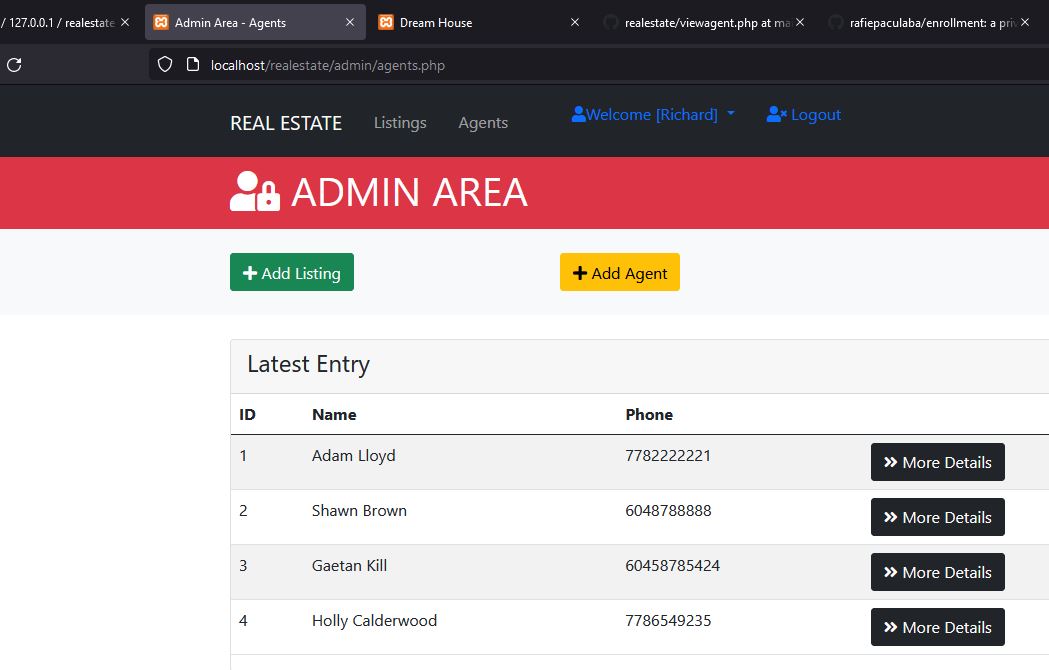 / 127.0.0.1 / realestate
Admin Area - Agents
Dream House
realestate/viewagent.php at mai
rafiepaculaba/enrollment: a priv
localhost/realestate/admin/agents.php
REAL ESTATE Listings Agents Welcome [Richard] Logout
ADMIN AREA
Add Listing Add Agent
Latest Entry
ID Name Phone
1 Adam Lloyd 7782222221 More Details
2 Shawn Brown 6048788888 More Details
3 Gaetan Kill 60458785424 More Details
4 Holly Calderwood 7786549235 More Details